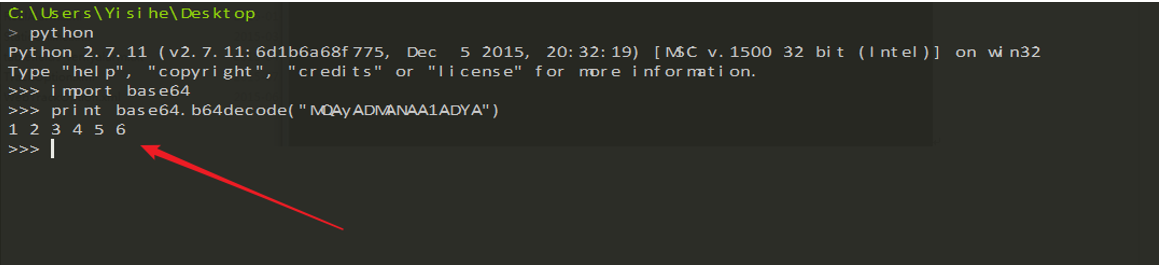 C:\Users\Yisihe\Desktop
> python
Python 2.7.11 (v2.7.11:6d1b6a68f775, Dec  5 2015, 20:32:19) [MSC v.1500 32 bit (Intel)] on win32
Type "help", "copyright", "credits" or "license" for more information.
>>> import base64
>>> print base64.b64decode("MQAyADMANAA1ADYA")
1 2 3 4 5 6
>>>